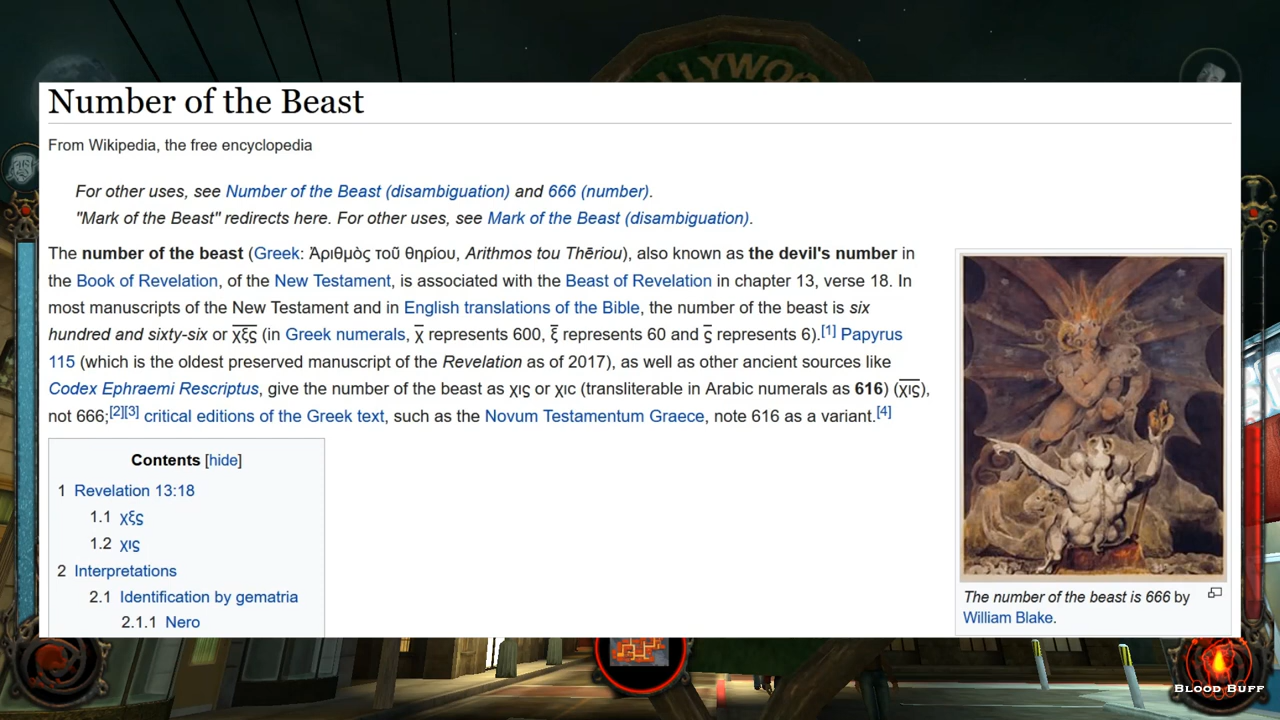 LLYWOO
Number of the Beast
From Wikipedia, the free encyclopedia
For other uses, see Number of the Beast (disambiguation) and 666 (number).
"Mark of the Beast" redirects here. For other uses, see Mark of the Beast (disambiguation).
The number of the beast (Greek: Ἀριθμὸς τοῦ θηρίου, Arithmos tou Thēriou), also known as the devil's number in
the Book of Revelation, of the New Testament, is associated with the Beast of Revelation in chapter 13, verse 18. In
most manuscripts of the New Testament and in English translations of the Bible, the number of the beast is six
hundred and sixty-six or χξς (in Greek numerals, χ represents 600, ξ represents 60 and ς represents 6).[1] Papyrus
115 (which is the oldest preserved manuscript of the Revelation as of 2017), as well as other ancient sources like
Codex Ephraemi Rescriptus, give the number of the beast as χις or χιϲ (transliterable in Arabic numerals as 616) (χις),
not 666;[2][3] critical editions of the Greek text, such as the Novum Testamentum Graece, note 616 as a variant.[4]
Contents [hide]
1 Revelation 13:18
1.1 χξς
1.2 χις
2 Interpretations
2.1 Identification by gematria
2.1.1 Nero
The number of the beast is 666 by
William Blake.
BLOOD BUFF